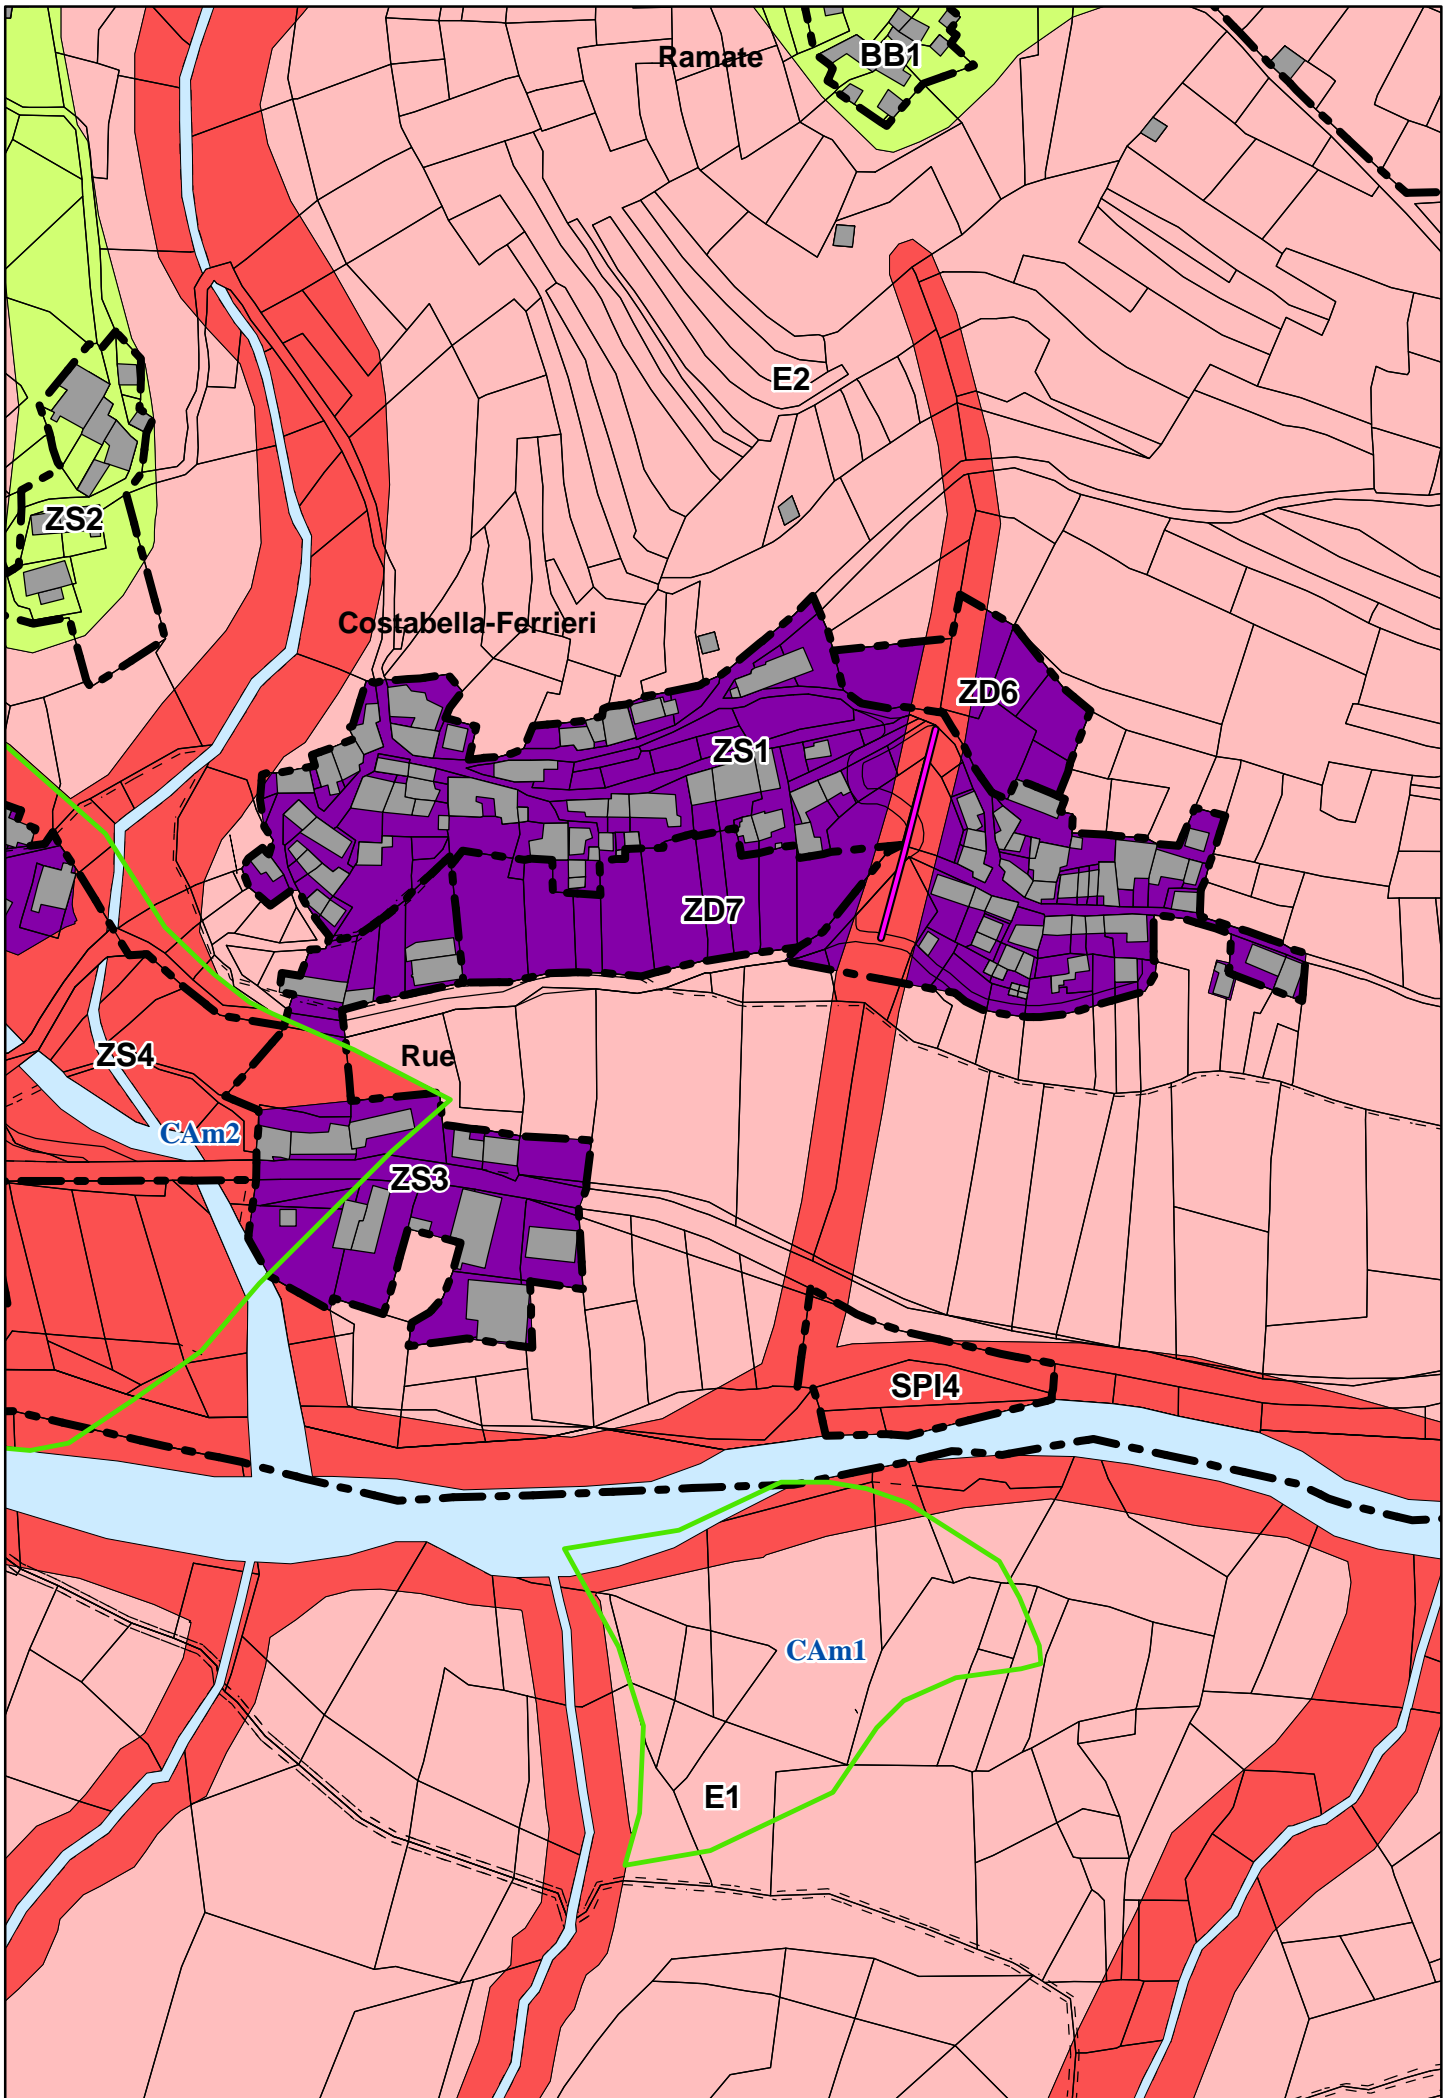 Ramate
BB1
E2
ZS2
Costabella-Ferrieri
ZD6
ZS1
ZD7
ZS4
Rue
CAm2
ZS3
SPI4
CAm1
E1